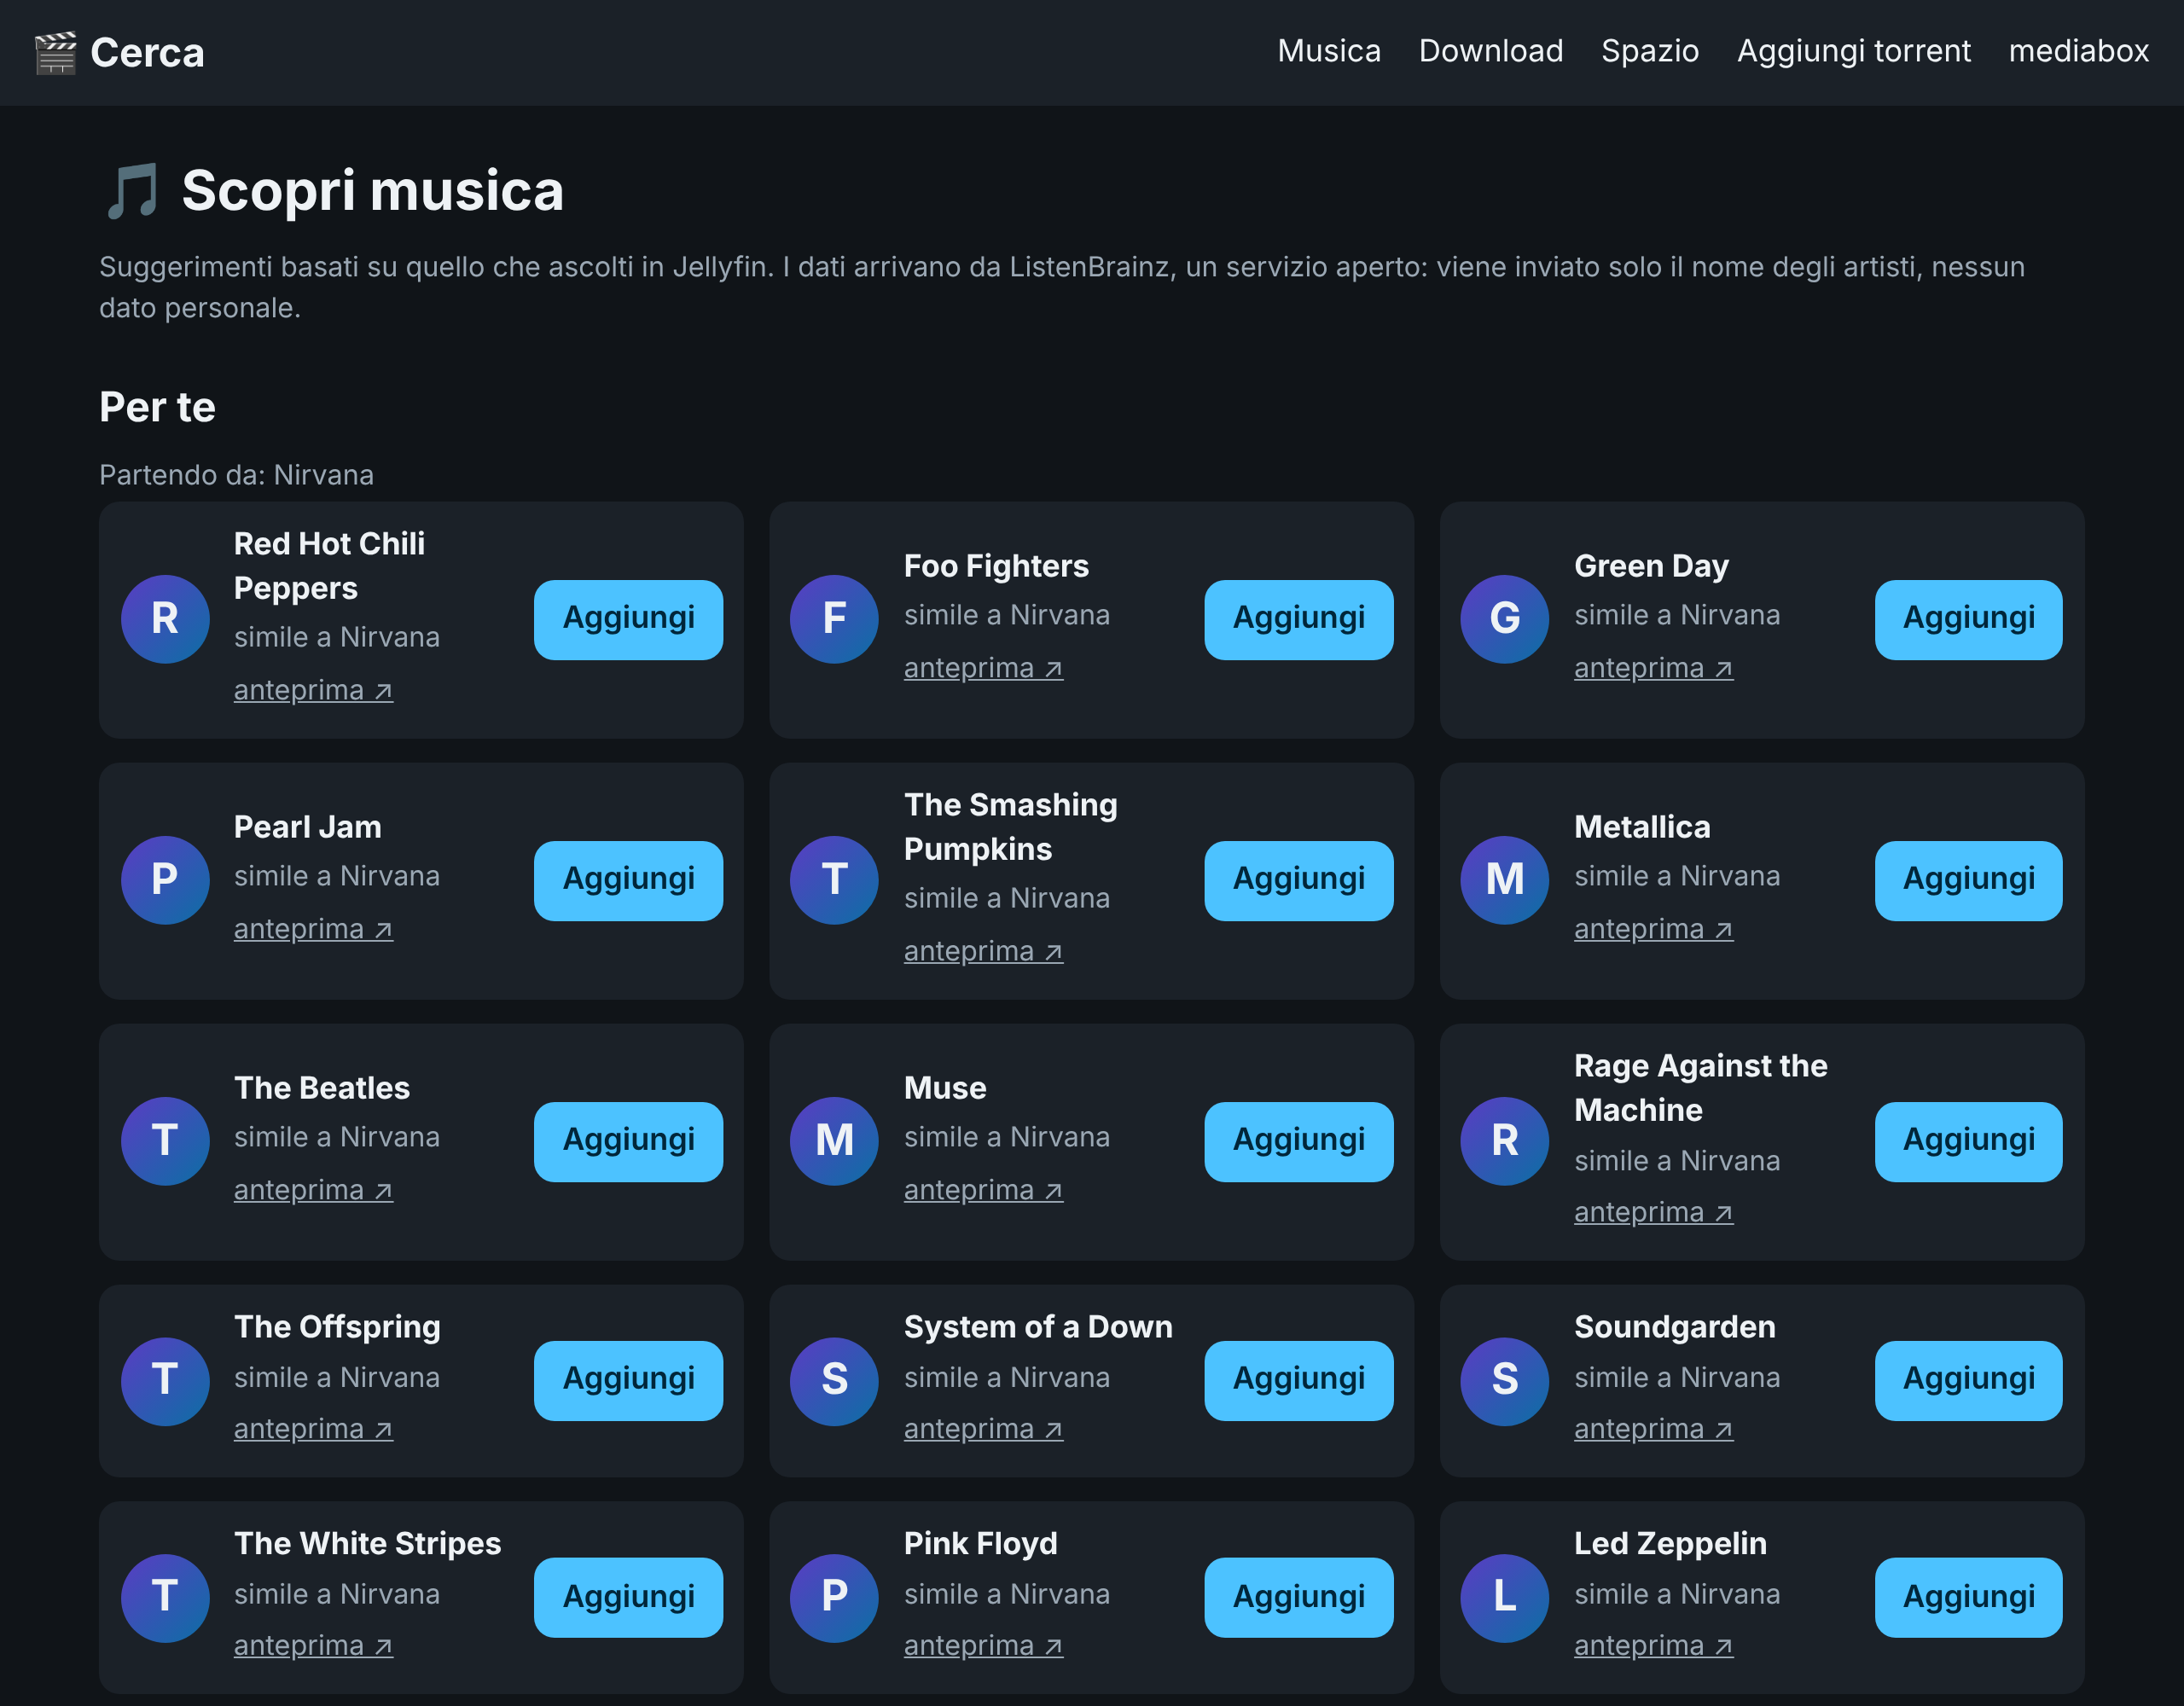 🎬 Cerca
Musica Download Spazio Aggiungi torrent mediabox
🎵 Scopri musica
Suggerimenti basati su quello che ascolti in Jellyfin. I dati arrivano da ListenBrainz, un servizio aperto: viene inviato solo il nome degli artisti, nessun
dato personale.
Per te
Partendo da: Nirvana
R
Red Hot Chili
Peppers
simile a Nirvana
anteprima ↗
Aggiungi
F
Foo Fighters
simile a Nirvana
anteprima ↗
Aggiungi
G
Green Day
simile a Nirvana
anteprima ↗
Aggiungi
P
Pearl Jam
simile a Nirvana
anteprima ↗
Aggiungi
T
The Smashing
Pumpkins
simile a Nirvana
anteprima ↗
Aggiungi
M
Metallica
simile a Nirvana
anteprima ↗
Aggiungi
T
The Beatles
simile a Nirvana
anteprima ↗
Aggiungi
M
Muse
simile a Nirvana
anteprima ↗
Aggiungi
R
Rage Against the
Machine
simile a Nirvana
anteprima ↗
Aggiungi
T
The Offspring
simile a Nirvana
anteprima ↗
Aggiungi
S
System of a Down
simile a Nirvana
anteprima ↗
Aggiungi
S
Soundgarden
simile a Nirvana
anteprima ↗
Aggiungi
T
The White Stripes
simile a Nirvana
anteprima ↗
Aggiungi
P
Pink Floyd
simile a Nirvana
anteprima ↗
Aggiungi
L
Led Zeppelin
simile a Nirvana
anteprima ↗
Aggiungi